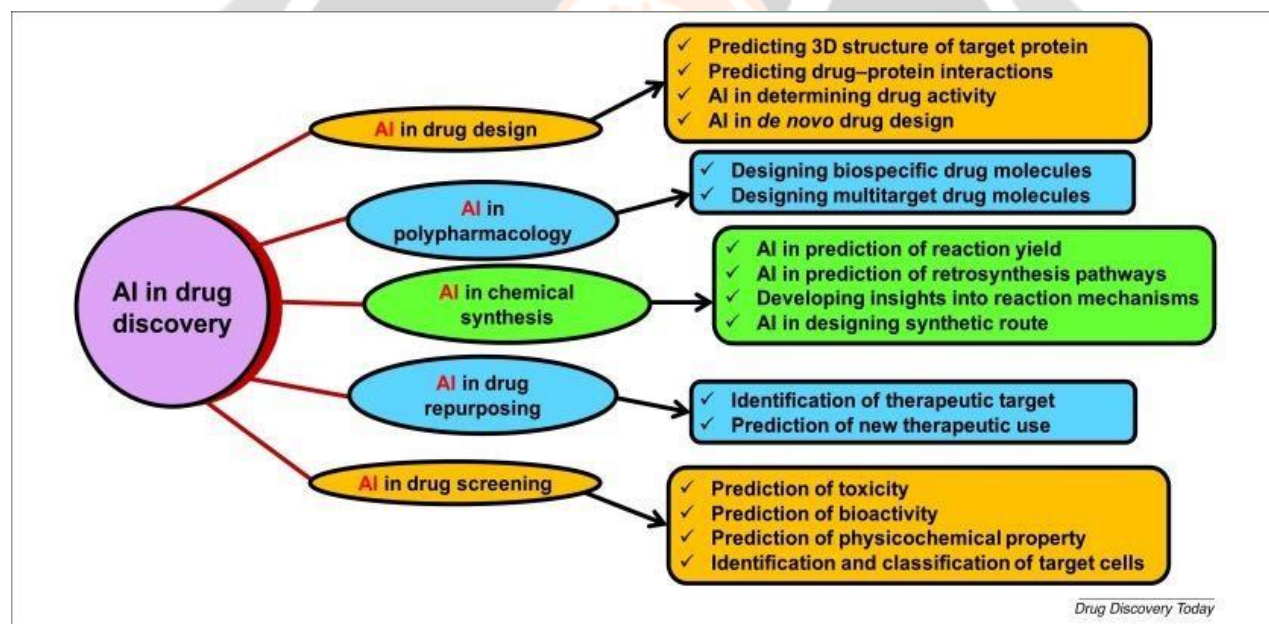 AI in drug
discovery
AI in drug design
✓ Predicting 3D structure of target protein
✓ Predicting drug–protein interactions
✓ AI in determining drug activity
✓ AI in de novo drug design
AI in
polypharmacology
✓ Designing biospecific drug molecules
✓ Designing multitarget drug molecules
AI in chemical
synthesis
✓ AI in prediction of reaction yield
✓ AI in prediction of retrosynthesis pathways
✓ Developing insights into reaction mechanisms
✓ AI in designing synthetic route
AI in drug
repurposing
✓ Identification of therapeutic target
✓ Prediction of new therapeutic use
AI in drug screening
✓ Prediction of toxicity
✓ Prediction of bioactivity
✓ Prediction of physicochemical property
✓ Identification and classification of target cells
Drug Discovery Today